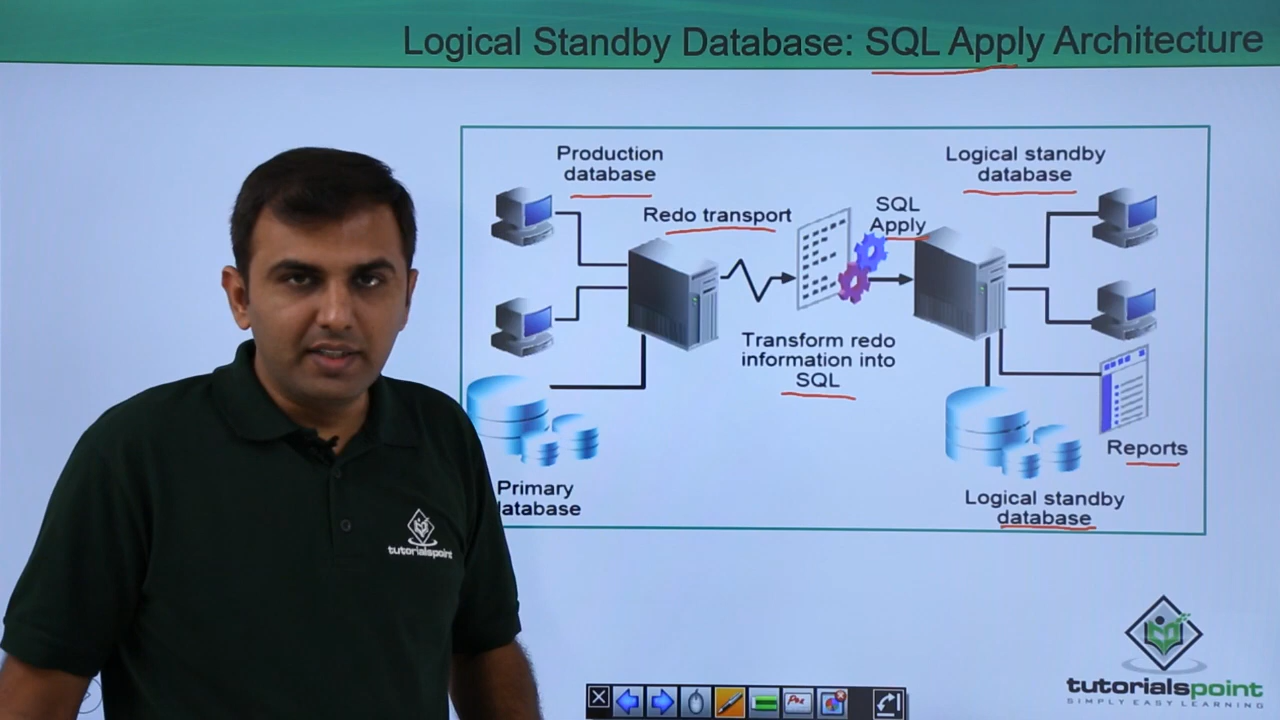 Logical Standby Database: SQL Apply Architecture
Production
database
Logical standby
database
Redo transport
SQL
Apply
Transform redo
information into
SQL
Reports
Primary
database
Logical standby
database
tutorialspoint
tutorialspoint
SIMPLY EASY LEARNING